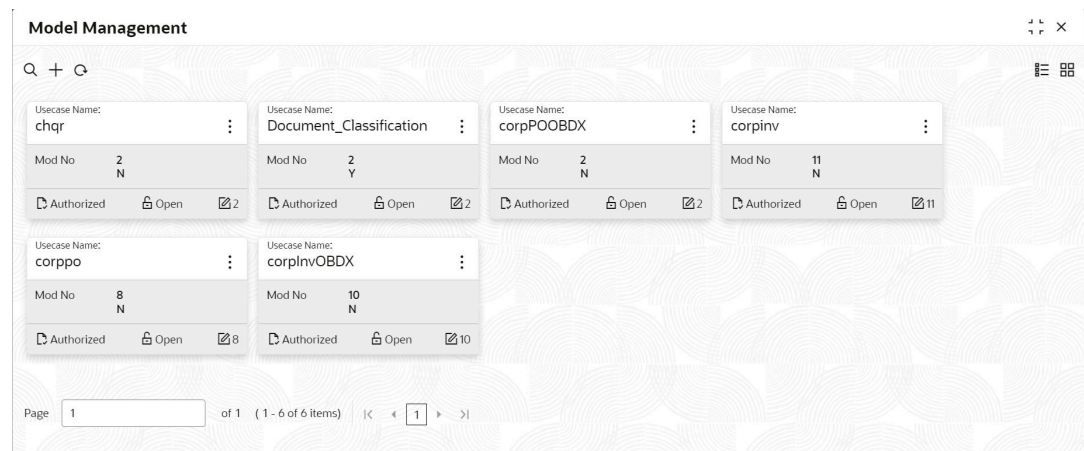 Model Management
Usecase Name:
chqr
Mod No 2
N
Authorized Open 2
Usecase Name:
Document_Classification
Mod No 2
Y
Authorized Open 2
Usecase Name:
corpPOOBDX
Mod No 2
N
Authorized Open 2
Usecase Name:
corpinv
Mod No 11
N
Authorized Open 11
Usecase Name:
corppo
Mod No 8
N
Authorized Open 8
Usecase Name:
corpInvOBDX
Mod No 10
N
Authorized Open 10
Page 1 of 1 (1 - 6 of 6 items) 1